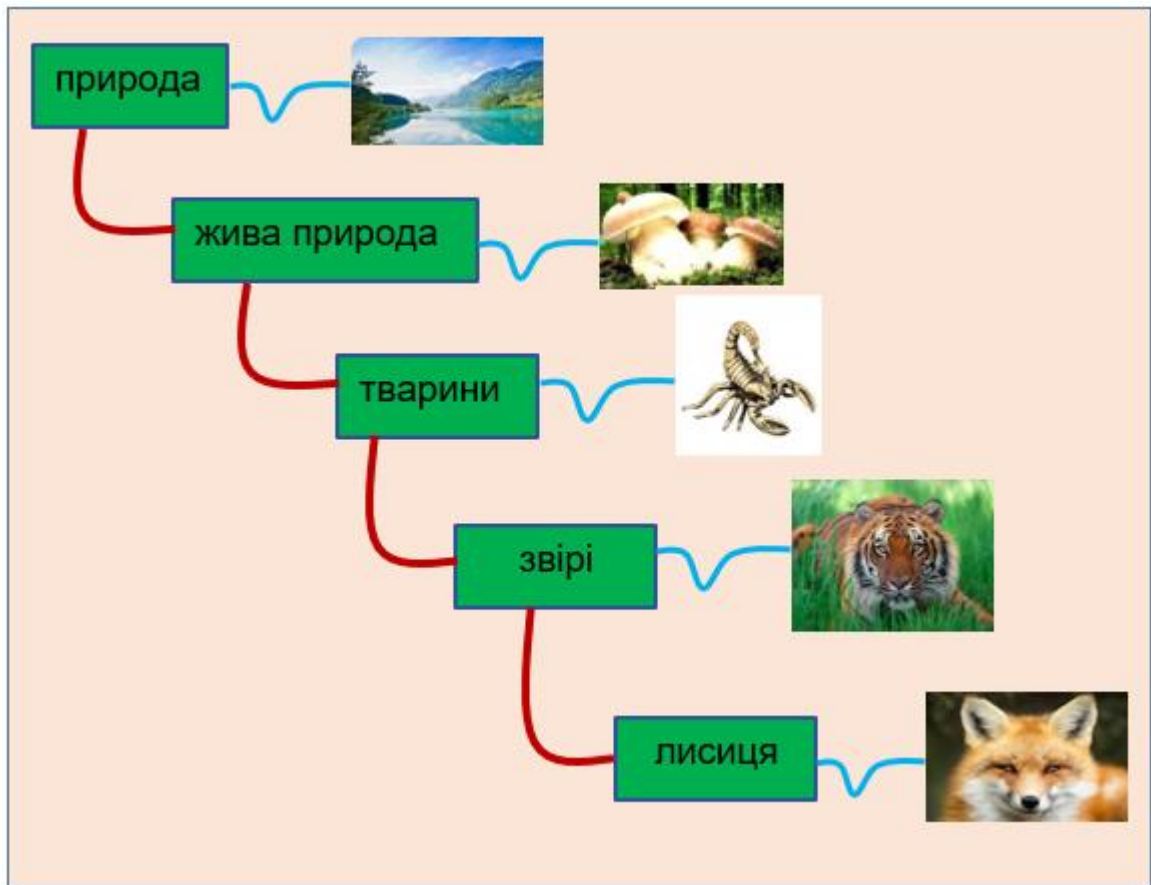 природа
жива природа
тварини
звірі
лисиця